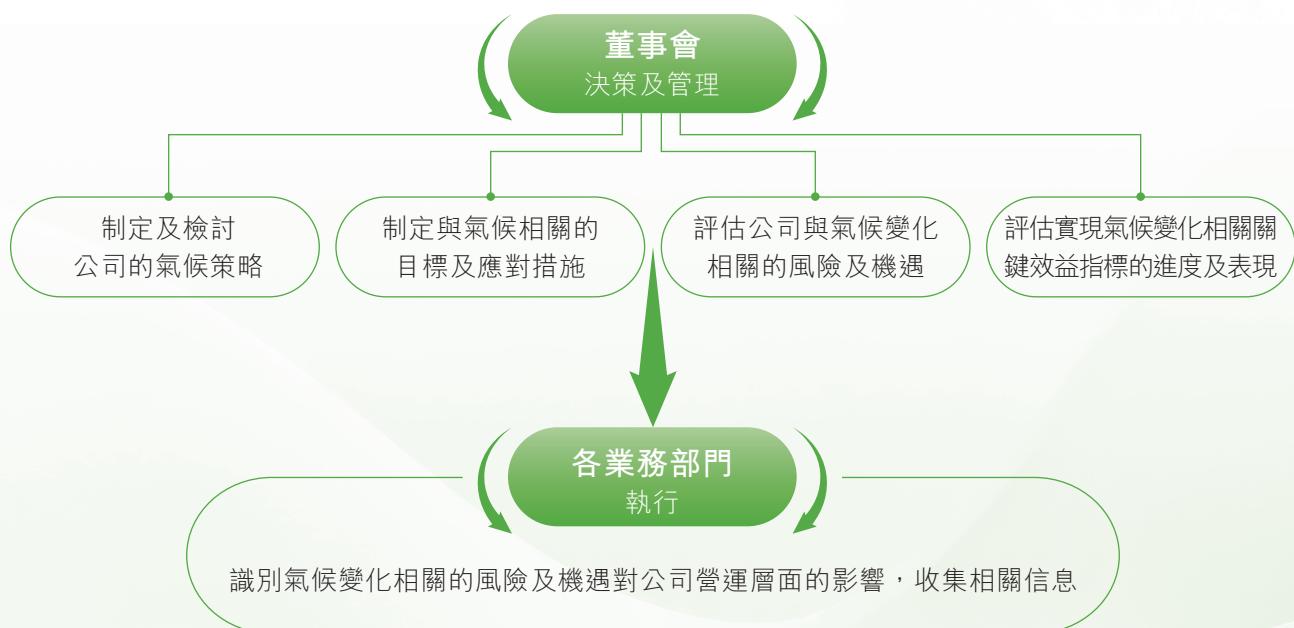 董事會
決策及管理
制定及檢討
公司的氣候策略
制定與氣候相關的
目標及應對措施
評估公司與氣候變化
相關的風險及機遇
評估實現氣候變化相關關
鍵效益指標的進度及表現
各業務部門
執行
識別氣候變化相關的風險及機遇對公司營運層面的影響，收集相關信息